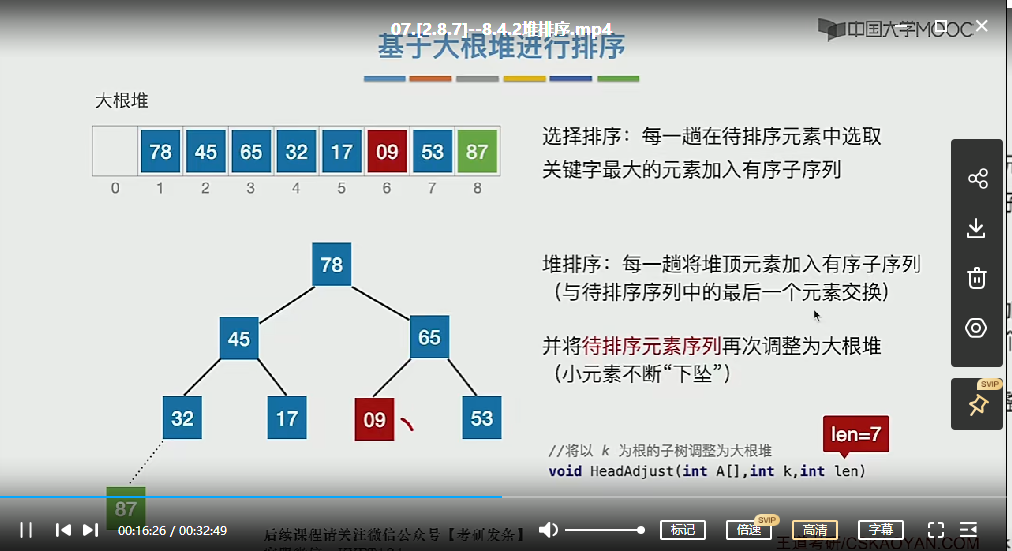 07.[2.8.7]--8.4.2堆排序.mp4
中国大学MOOC
基于大根堆进行排序
大根堆
78 45 65 32 17 09 53 87
0 1 2 3 4 5 6 7 8
选择排序：每一趟在待排序元素中选取
关键字最大的元素加入有序子序列
78
45 65
32 17 09 53
87
堆排序：每一趟将堆顶元素加入有序子序列
（与待排序序列中的最后一个元素交换）
并将待排序元素序列再次调整为大根堆
（小元素不断“下坠”）
len=7
//将以 k 为根的子树调整为大根堆
void HeadAdjust(int A[],int k,int len)
SVIP
后续课程请关注微信公众号【考研发条】
00:16:26 / 00:32:49
标记
倍速
SVIP
高清
字幕
王道考研/CSKAOYAN.COM